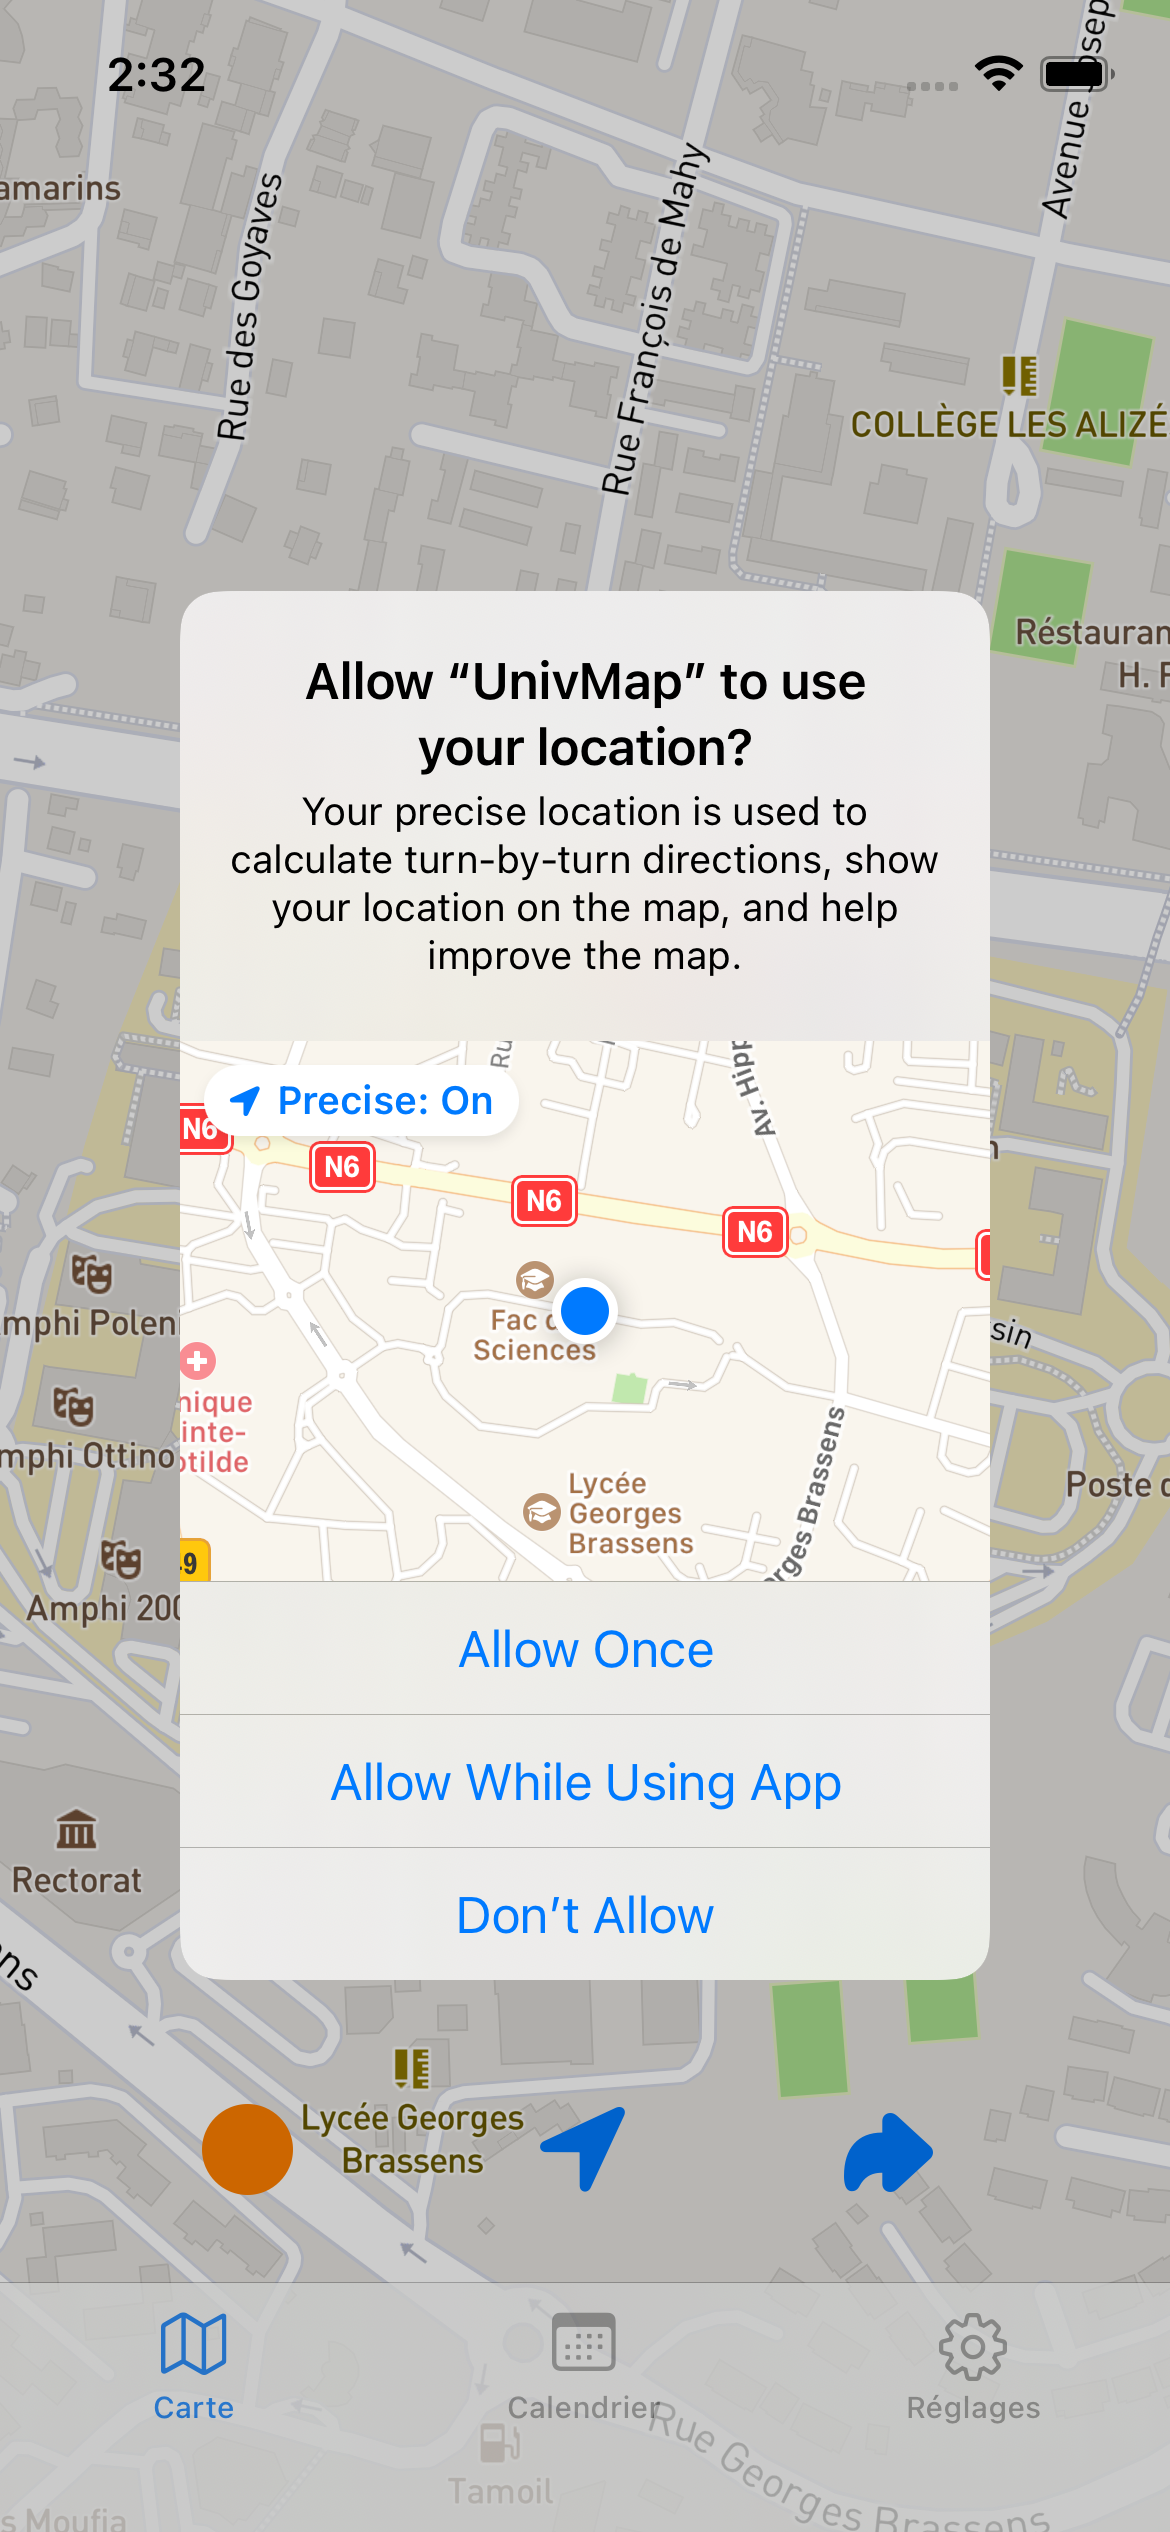 2:32
amarins
Rue des Goyaves
Rue François de Mahy
Avenue Josep
COLLÈGE LES ALIZÉ
Réstauran
H. F
Allow “UnivMap” to use
your location?
Your precise location is used to
calculate turn-by-turn directions, show
your location on the map, and help
improve the map.
Precise: On
Ru
Av. Hipp
N6
N6
N6
N6
Fac d
Sciences
mphi Poleni
sin
nique
inte-
otilde
mphi Ottino
Lycée
Georges
Brassens
rges Brassens
Poste d
-9
Amphi 200
Allow Once
Allow While Using App
Rectorat
Don’t Allow
ns
Lycée Georges
Brassens
Carte
Calendrier
Réglages
Tamoil
Rue Georges Brassens
s Moufia